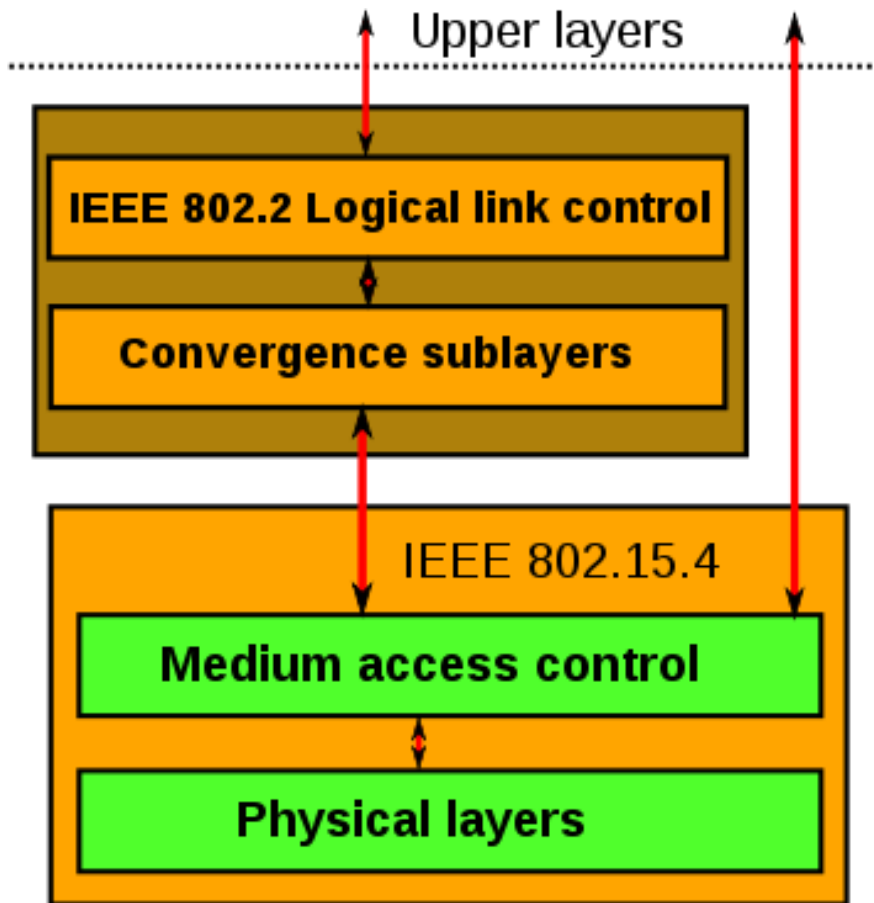 Upper layers
IEEE 802.2 Logical link control
Convergence sublayers
IEEE 802.15.4
Medium access control
Physical layers